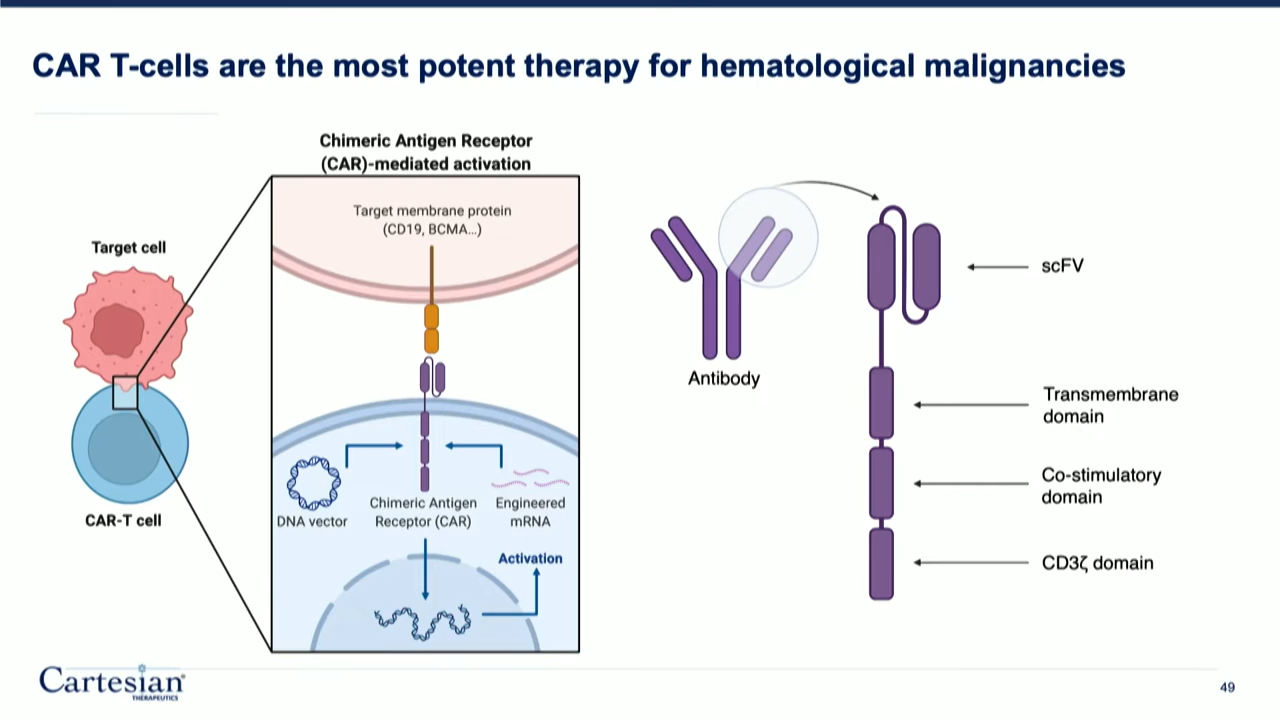 CAR T-cells are the most potent therapy for hematological malignancies
Chimeric Antigen Receptor
(CAR)-mediated activation
Target membrane protein
(CD19, BCMA...)
Target cell
CAR-T cell
DNA vector
Chimeric Antigen
Receptor (CAR)
Engineered
mRNA
Activation
Antibody
scFV
Transmembrane
domain
Co-stimulatory
domain
CD3ζ domain
Cartesian
THERAPEUTICS
49